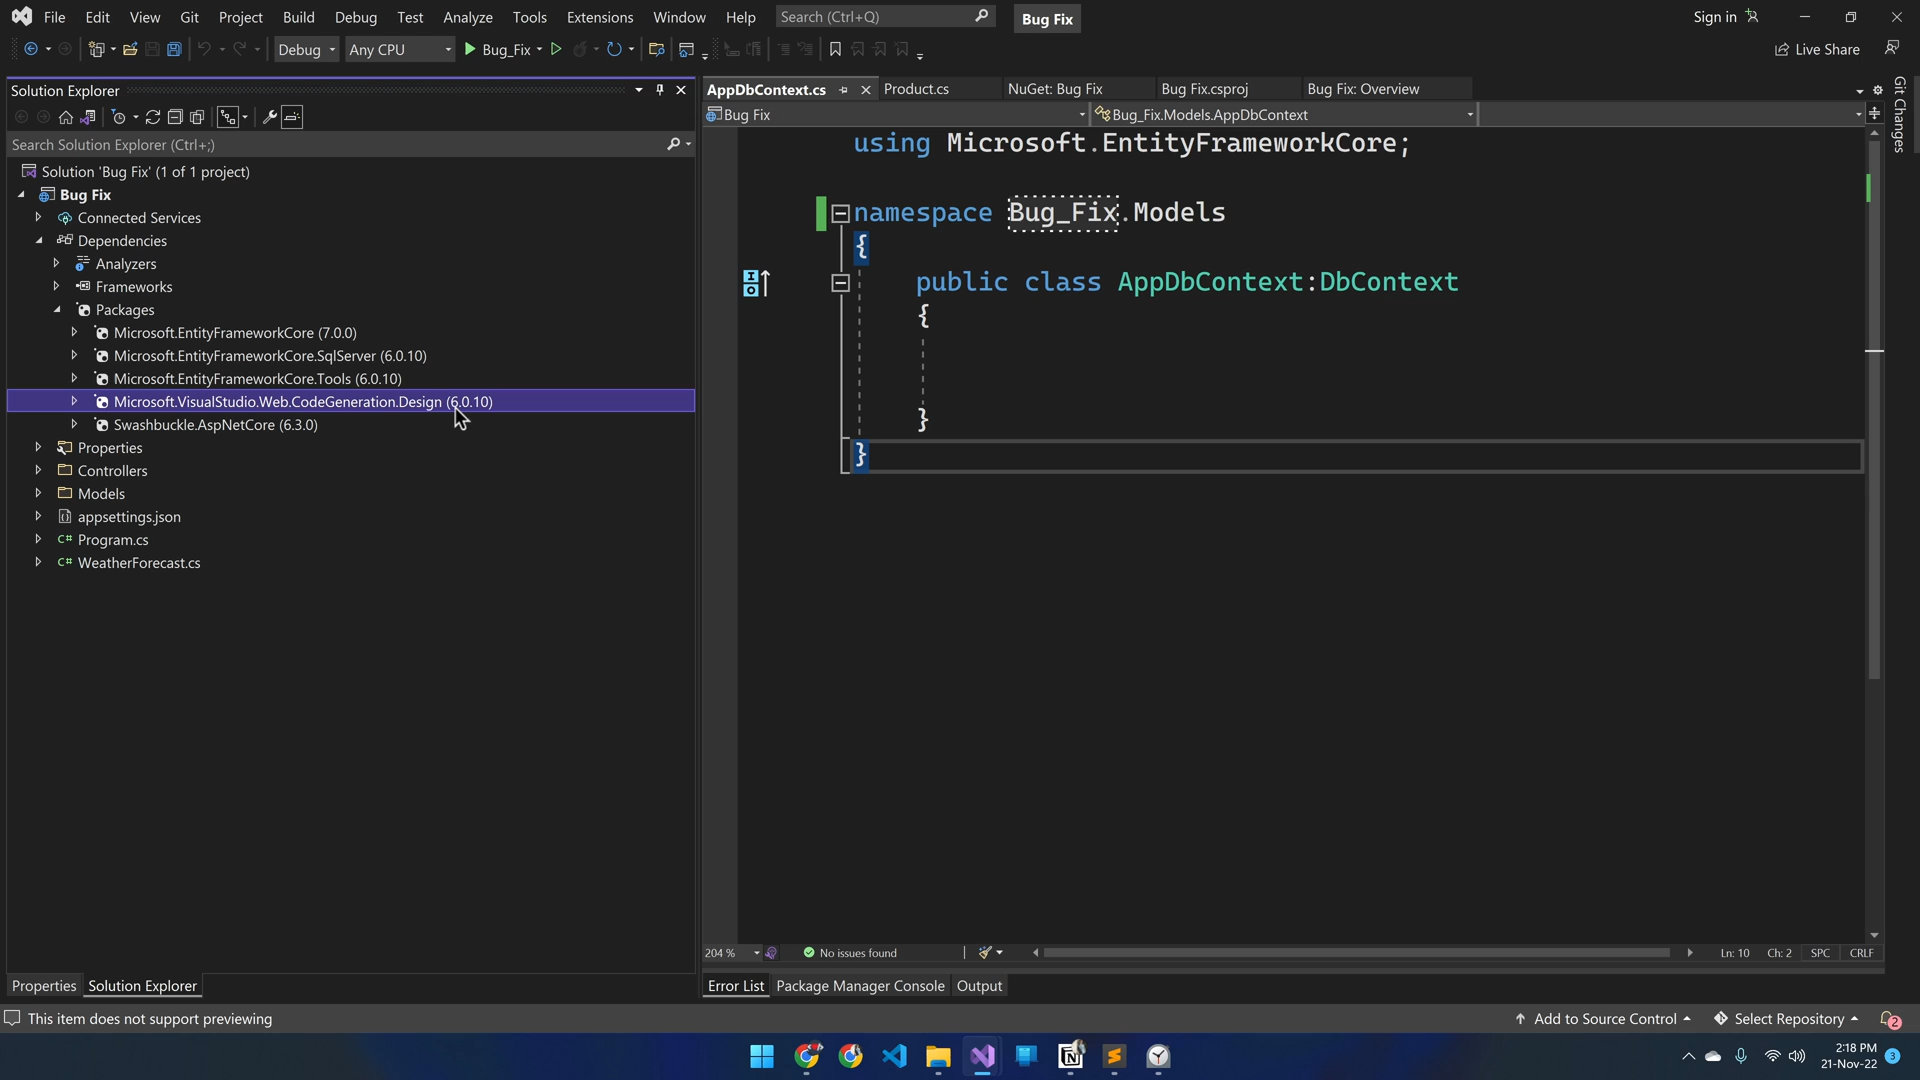 File Edit View Git Project Build Debug Test Analyze Tools Extensions Window Help Search (Ctrl+Q) Bug Fix Sign in
Debug Any CPU Bug_Fix Live Share
Solution Explorer
Search Solution Explorer (Ctrl+;)
Solution 'Bug Fix' (1 of 1 project)
Bug Fix
Connected Services
Dependencies
Analyzers
Frameworks
Packages
Microsoft.EntityFrameworkCore (7.0.0)
Microsoft.EntityFrameworkCore.SqlServer (6.0.10)
Microsoft.EntityFrameworkCore.Tools (6.0.10)
Microsoft.VisualStudio.Web.CodeGeneration.Design (6.0.10)
Swashbuckle.AspNetCore (6.3.0)
Properties
Controllers
Models
appsettings.json
C# Program.cs
C# WeatherForecast.cs
Properties Solution Explorer
AppDbContext.cs Product.cs NuGet: Bug Fix Bug Fix.csproj Bug Fix: Overview
Bug Fix Bug_Fix.Models.AppDbContext
using Microsoft.EntityFrameworkCore;
namespace Bug_Fix.Models
{
public class AppDbContext:DbContext
{
}
}
204 % No issues found Ln: 10 Ch: 2 SPC CRLF
Error List Package Manager Console Output
Git Changes
This item does not support previewing Add to Source Control Select Repository 2
2:18 PM
21-Nov-22 3